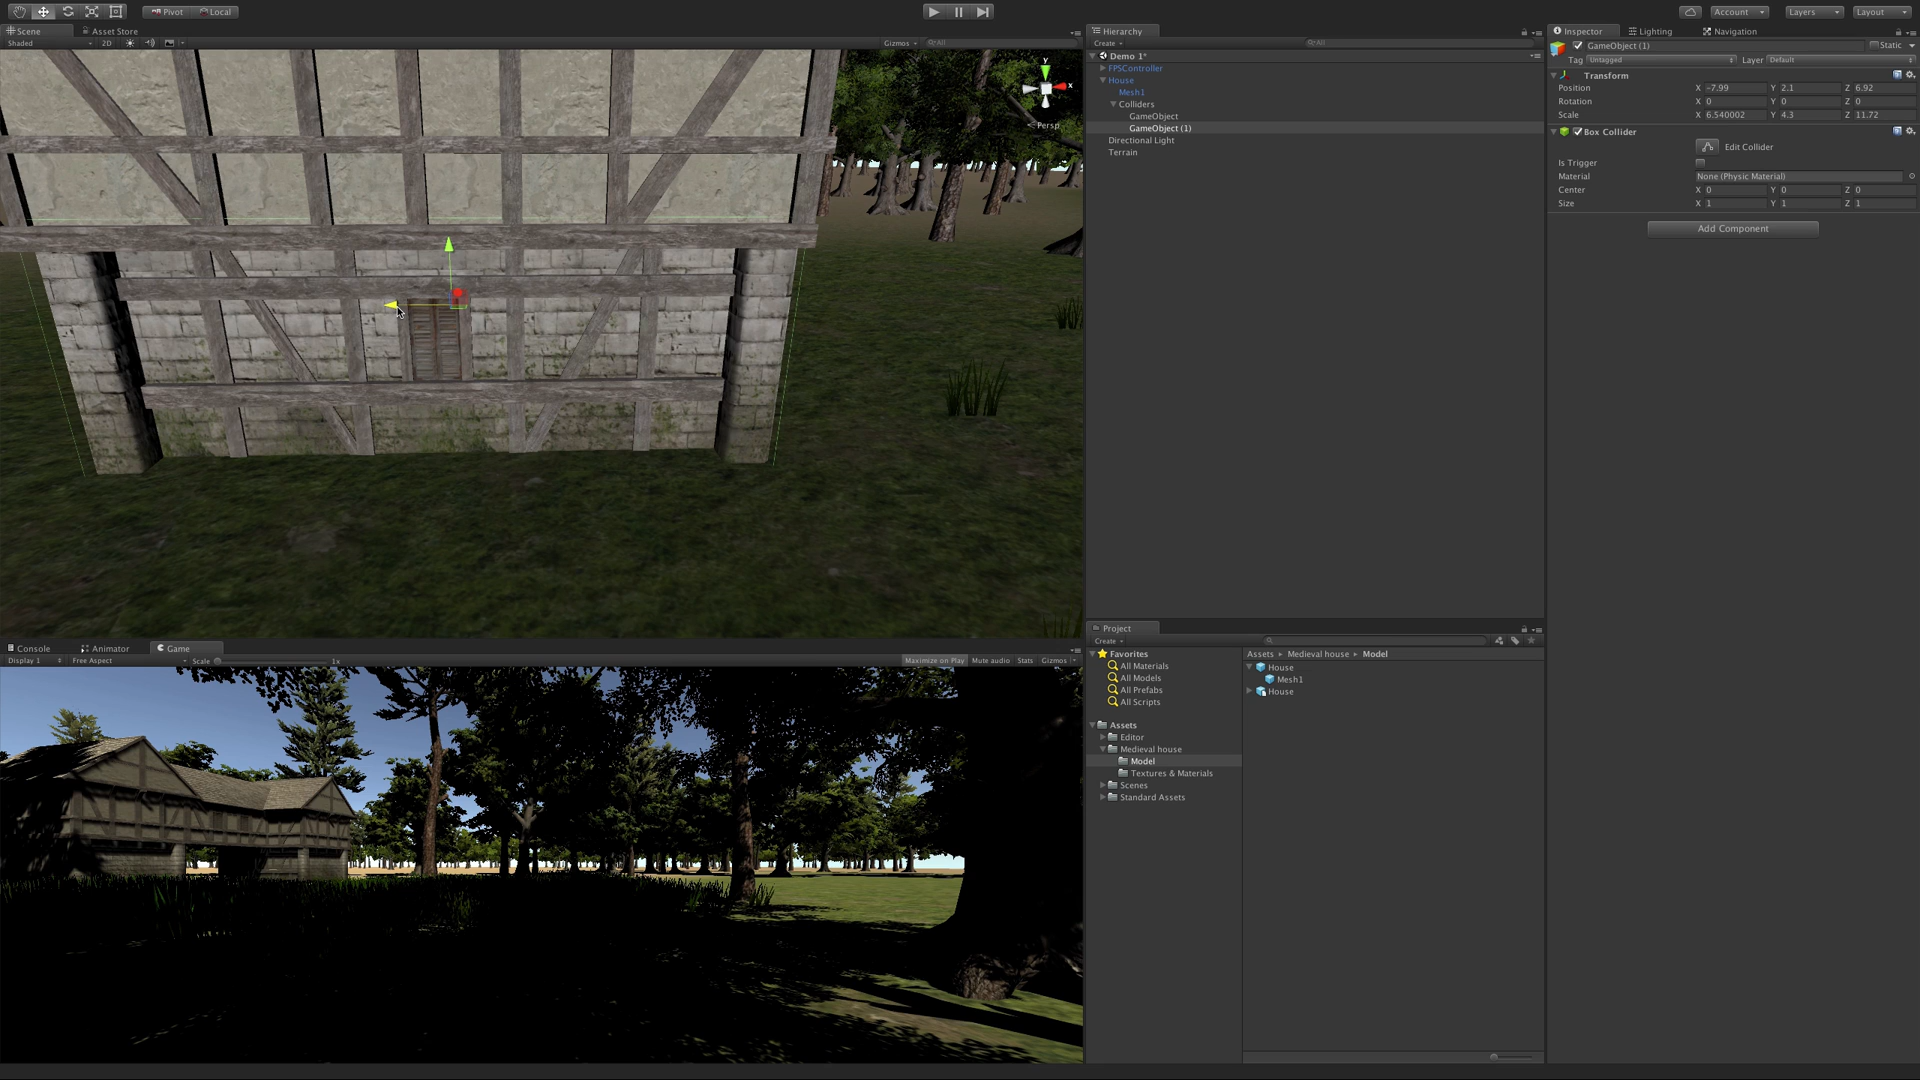 Pivot Local
Account Layers Layout
Scene Asset Store
Shaded 2D Gizmos All
y
x
Persp
Hierarchy
Create All
Demo 1*
FPSController
House
Mesh1
Colliders
GameObject
GameObject (1)
Directional Light
Terrain
Inspector Lighting Navigation
GameObject (1) Static
Tag Untagged Layer Default
Transform
Position X -7.99 Y 2.1 Z 6.92
Rotation X 0 Y 0 Z 0
Scale X 6.540002 Y 4.3 Z 11.72
Box Collider
Edit Collider
Is Trigger
Material None (Physic Material)
Center X 0 Y 0 Z 0
Size X 1 Y 1 Z 1
Add Component
Console Animator Game
Display 1 Free Aspect Scale 1x Maximize on Play Mute audio Stats Gizmos
Project
Create
Favorites
All Materials
All Models
All Prefabs
All Scripts
Assets
Editor
Medieval house
Model
Textures & Materials
Scenes
Standard Assets
Assets ▸ Medieval house ▸ Model
House
Mesh1
House